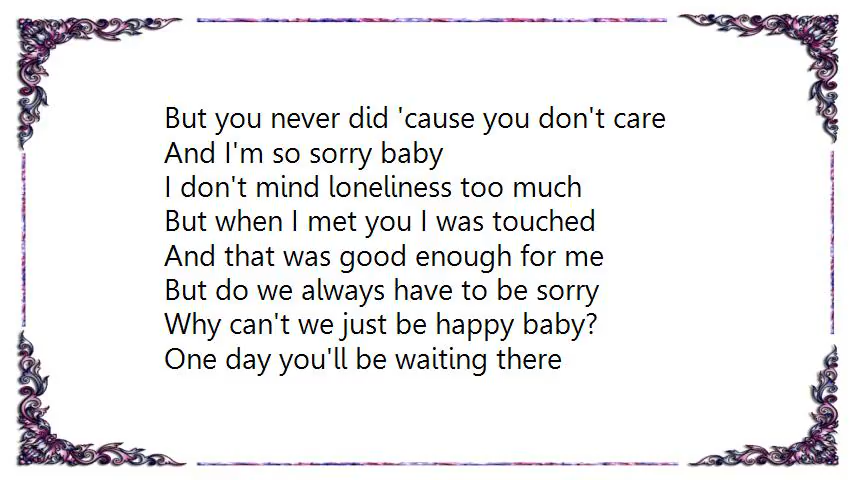 But you never did 'cause you don't care
And I'm so sorry baby
I don't mind loneliness too much
But when I met you I was touched
And that was good enough for me
But do we always have to be sorry
Why can't we just be happy baby?
One day you'll be waiting there